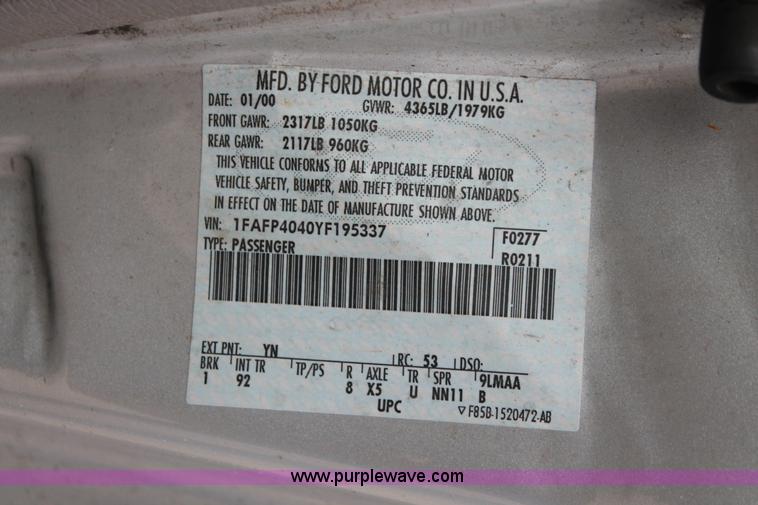 MFD. BY FORD MOTOR CO. IN U.S.A.
DATE: 01/00 GVWR: 4365LB/1979KG
FRONT GAWR: 2317LB 1050KG
REAR GAWR: 2117LB 960KG
THIS VEHICLE CONFORMS TO ALL APPLICABLE FEDERAL MOTOR
VEHICLE SAFETY, BUMPER, AND THEFT PREVENTION STANDARDS
IN EFFECT ON THE DATE OF MANUFACTURE SHOWN ABOVE.
VIN: 1FAFP4040YF195337 F0277
TYPE: PASSENGER R0211
EXT PNT: YN RC: 53 DSO:
BRK INT TR TP/PS R AXLE TR SPR 9LMAA
1 92 8 X5 U NN11 B
UPC ▽F85B-1520472-AB
www.purplewave.com